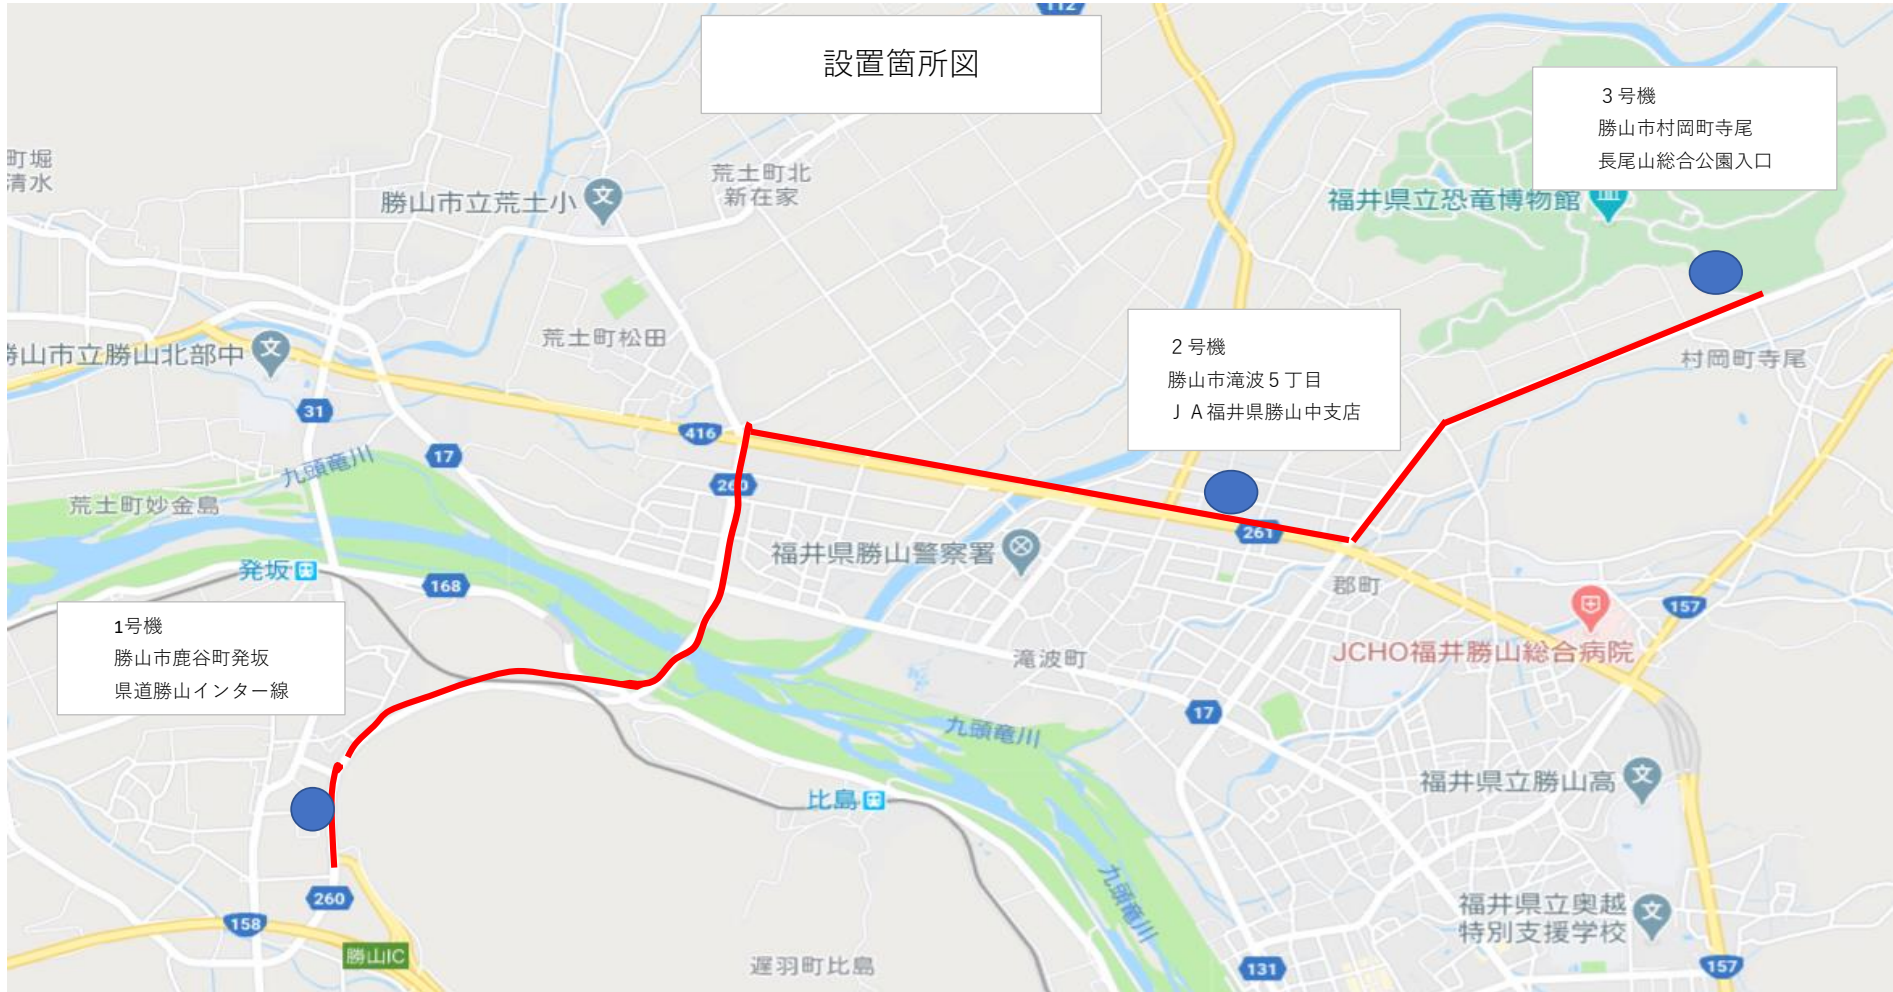 112
設置箇所図
３号機
勝山市村岡町寺尾
長尾山総合公園入口
町堀
清水
勝山市立荒土小
荒土町北
新在家
福井県立恐竜博物館
荒土町松田
勝山市立勝山北部中
２号機
勝山市滝波５丁目
ＪＡ福井県勝山中支店
村岡町寺尾
31
416
17
九頭竜川
260
荒土町妙金島
261
福井県勝山警察署
発坂
168
郡町
157
1号機
勝山市鹿谷町発坂
県道勝山インター線
JCHO福井勝山総合病院
滝波町
17
九頭竜川
福井県立勝山高
比島
九頭竜川
260
158
勝山IC
福井県立奥越
特別支援学校
遅羽町比島
131
157